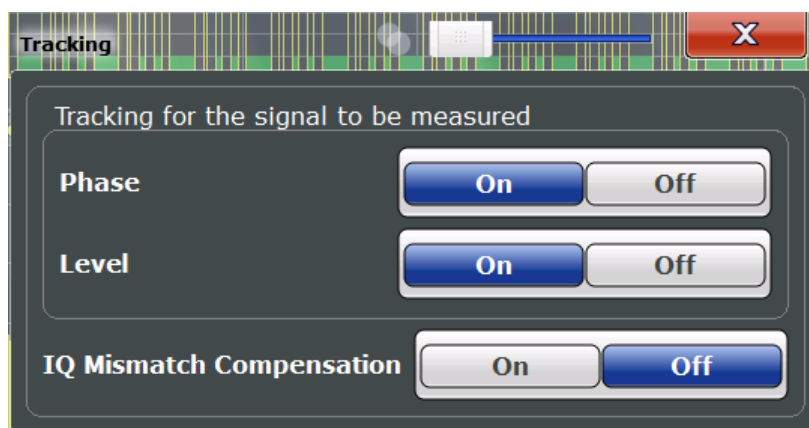 Tracking
X
Tracking for the signal to be measured
Phase On Off
Level On Off
IQ Mismatch Compensation On Off